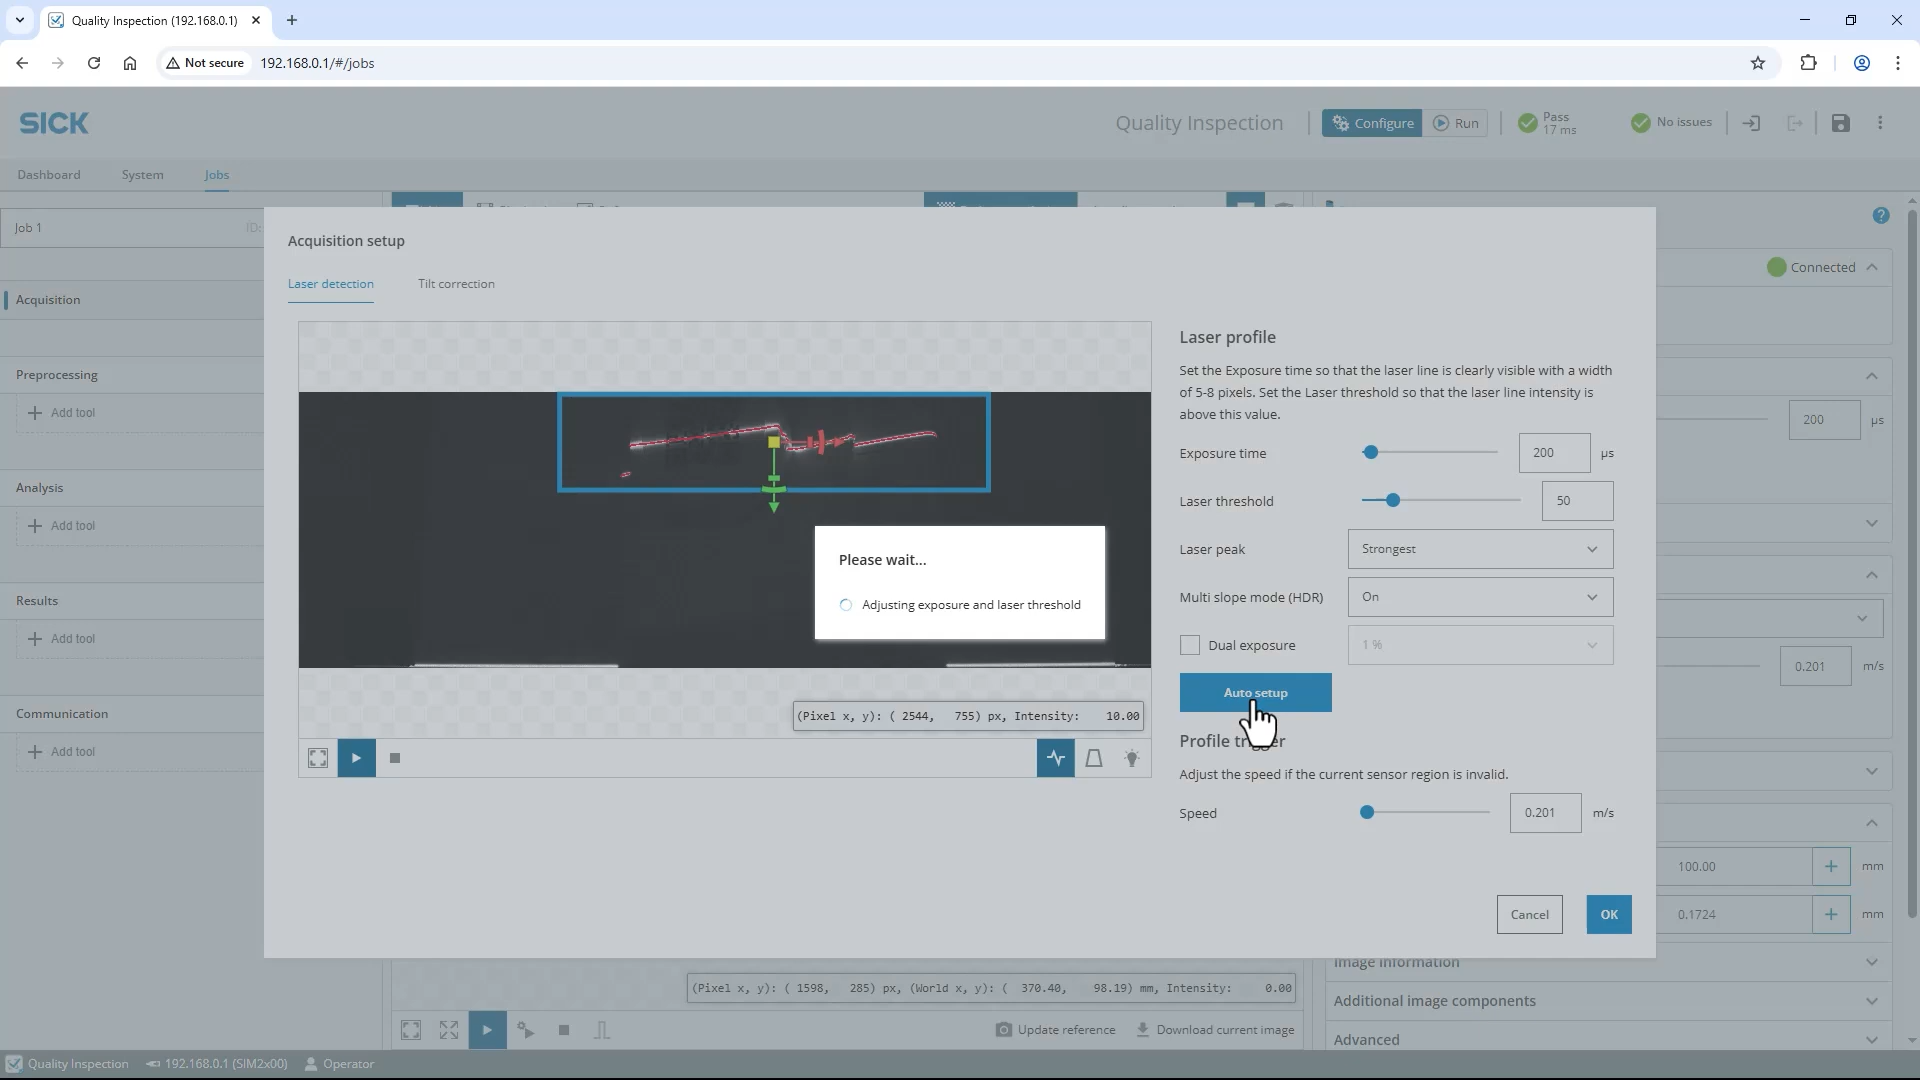 Quality Inspection (192.168.0.1)
Not secure
192.168.0.1/#/jobs
SICK
Quality Inspection
Configure
Run
Pass
17 ms
No issues
Dashboard
System
Jobs
Job 1
ID:
Acquisition
Preprocessing
Add tool
Analysis
Add tool
Results
Add tool
Communication
Add tool
Acquisition setup
Laser detection
Tilt correction
Please wait...
Adjusting exposure and laser threshold
(Pixel x, y): ( 2544, 755) px, Intensity: 10.00
Laser profile
Set the Exposure time so that the laser line is clearly visible with a width
of 5-8 pixels. Set the Laser threshold so that the laser line intensity is
above this value.
Exposure time
200
µs
Laser threshold
50
Laser peak
Strongest
Multi slope mode (HDR)
On
Dual exposure
1 %
Auto setup
Profile trigger
Adjust the speed if the current sensor region is invalid.
Speed
0.201
m/s
Cancel
OK
Connected
200
µs
0.201
m/s
100.00
mm
0.1724
mm
Image information
Additional image components
Advanced
(Pixel x, y): ( 1598, 285) px, (World x, y): ( 370.40, 98.19) mm, Intensity: 0.00
Update reference
Download current image
Quality Inspection
192.168.0.1 (SIM2x00)
Operator